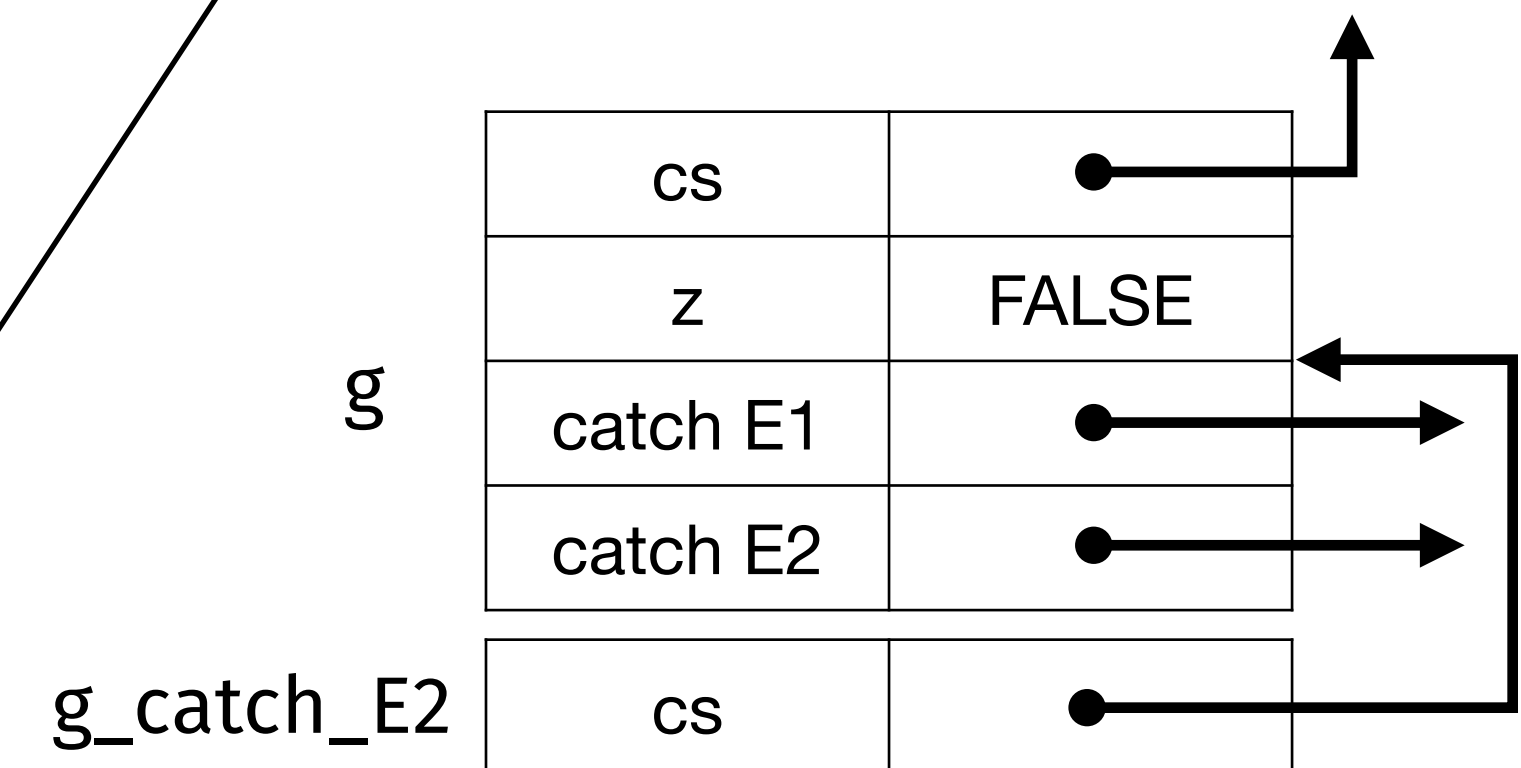 cs
z FALSE
g
catch E1
catch E2
g_catch_E2 cs